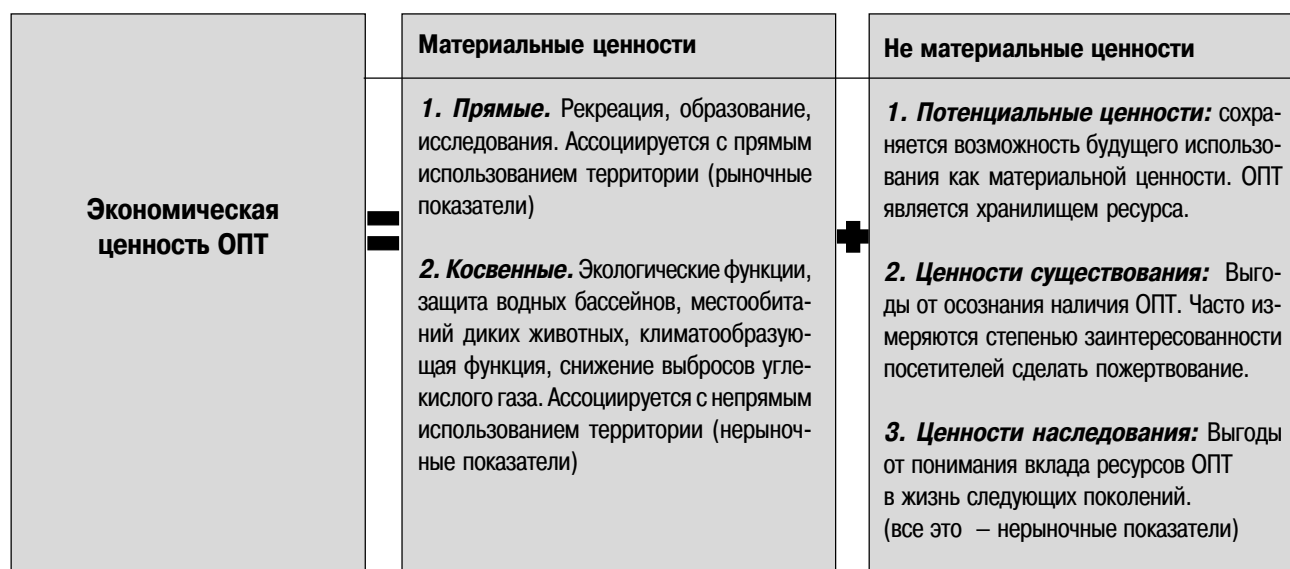 Экономическая
ценность ОПТ
=
Материальные ценности
1. Прямые. Рекреация, образование,
исследования. Ассоциируется с прямым
использованием территории (рыночные
показатели)
2. Косвенные. Экологические функции,
защита водных бассейнов, местообита-
ний диких животных, климатообразую-
щая функция, снижение выбросов угле-
кислого газа. Ассоциируется с непрямым
использованием территории (нерыноч-
ные показатели)
+
Не материальные ценности
1. Потенциальные ценности: сохра-
няется возможность будущего использо-
вания как материальной ценности. ОПТ
является хранилищем ресурса.
2. Ценности существования: Выго-
ды от осознания наличия ОПТ. Часто из-
меряются степенью заинтересованности
посетителей сделать пожертвование.
3. Ценности наследования: Выгоды
от понимания вклада ресурсов ОПТ
в жизнь следующих поколений.
(все это – нерыночные показатели)